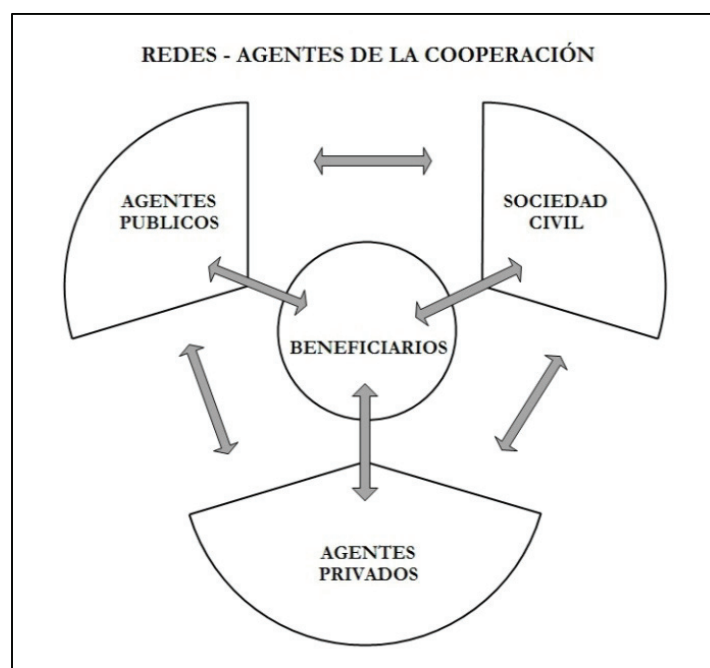 REDES - AGENTES DE LA COOPERACIÓN
AGENTES
PUBLICOS
SOCIEDAD
CIVIL
BENEFICIARIOS
AGENTES
PRIVADOS